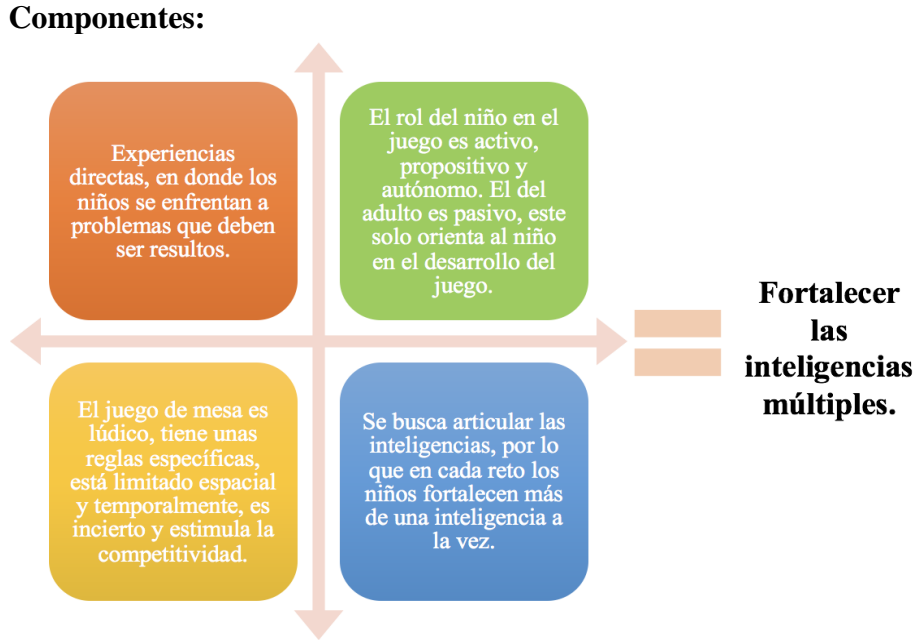 Componentes:
Experiencias
directas, en donde los
niños se enfrentan a
problemas que deben
ser resultos.
El rol del niño en el
juego es activo,
propositivo y
autónomo. El del
adulto es pasivo, este
solo orienta al niño
en el desarrollo del
juego.
El juego de mesa es
lúdico, tiene unas
reglas específicas,
está limitado espacial
y temporalmente, es
incierto y estimula la
competitividad.
Se busca articular las
inteligencias, por lo
que en cada reto los
niños fortalecen más
de una inteligencia a
la vez.
Fortalecer
las
inteligencias
múltiples.